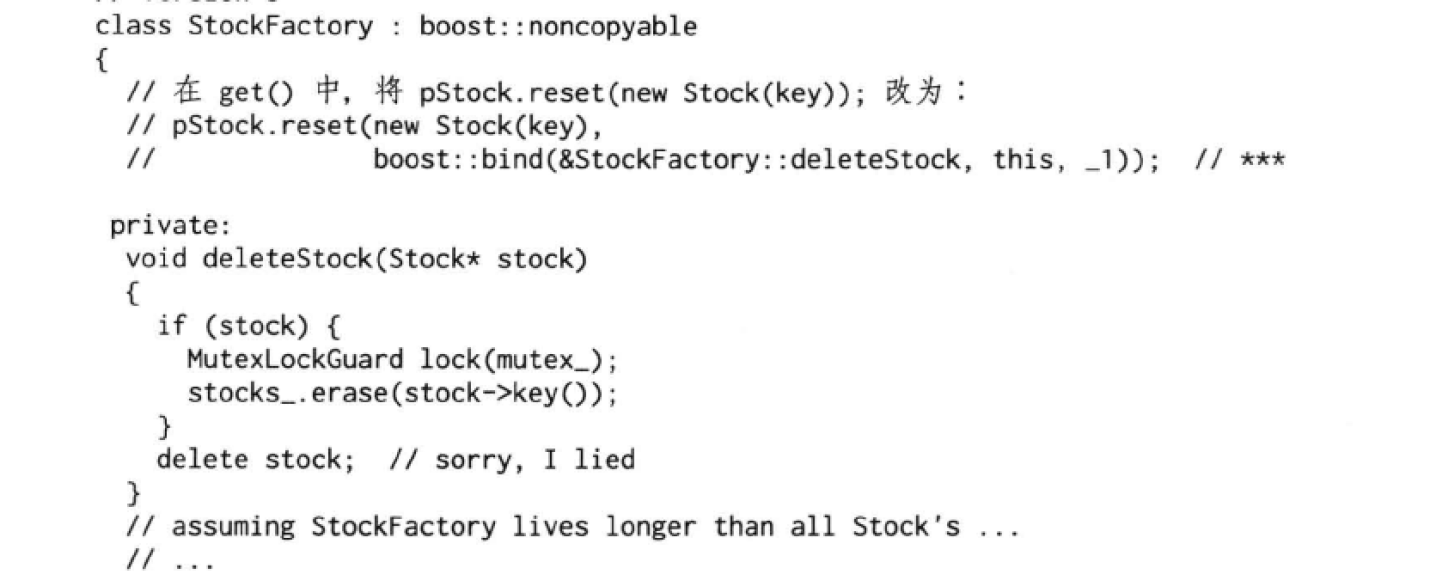 class StockFactory : boost::noncopyable
{
// 在 get() 中，将 pStock.reset(new Stock(key)); 改为：
// pStock.reset(new Stock(key),
// boost::bind(&StockFactory::deleteStock, this, _1)); // ***
private:
void deleteStock(Stock* stock)
{
if (stock) {
MutexLockGuard lock(mutex_);
stocks_.erase(stock->key());
}
delete stock; // sorry, I lied
}
// assuming StockFactory lives longer than all Stock's ...
// ...